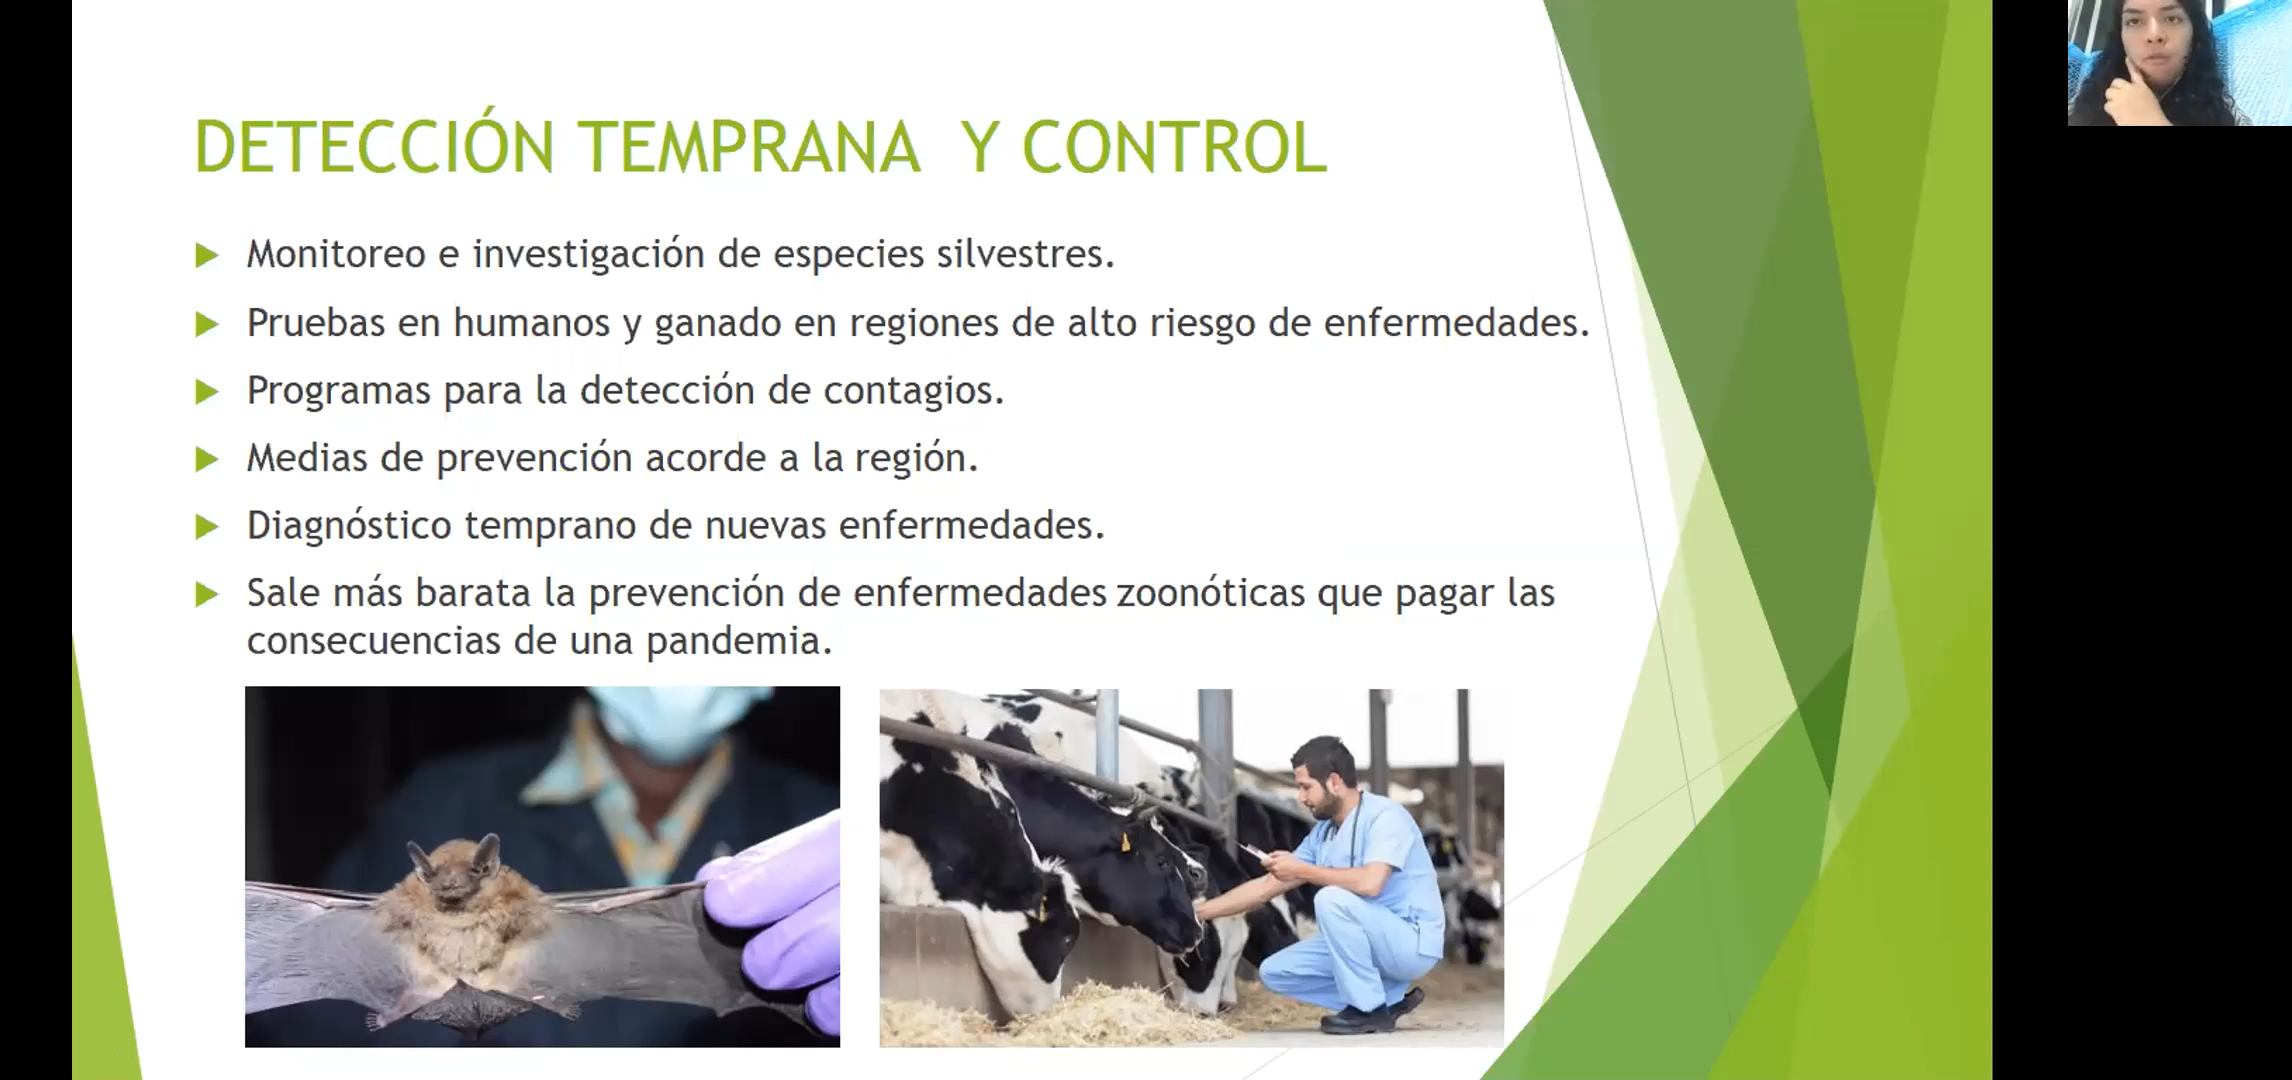 DETECCIÓN TEMPRANA Y CONTROL
Monitoreo e investigación de especies silvestres.
Pruebas en humanos y ganado en regiones de alto riesgo de enfermedades.
Programas para la detección de contagios.
Medias de prevención acorde a la región.
Diagnóstico temprano de nuevas enfermedades.
Sale más barata la prevención de enfermedades zoonóticas que pagar las
consecuencias de una pandemia.